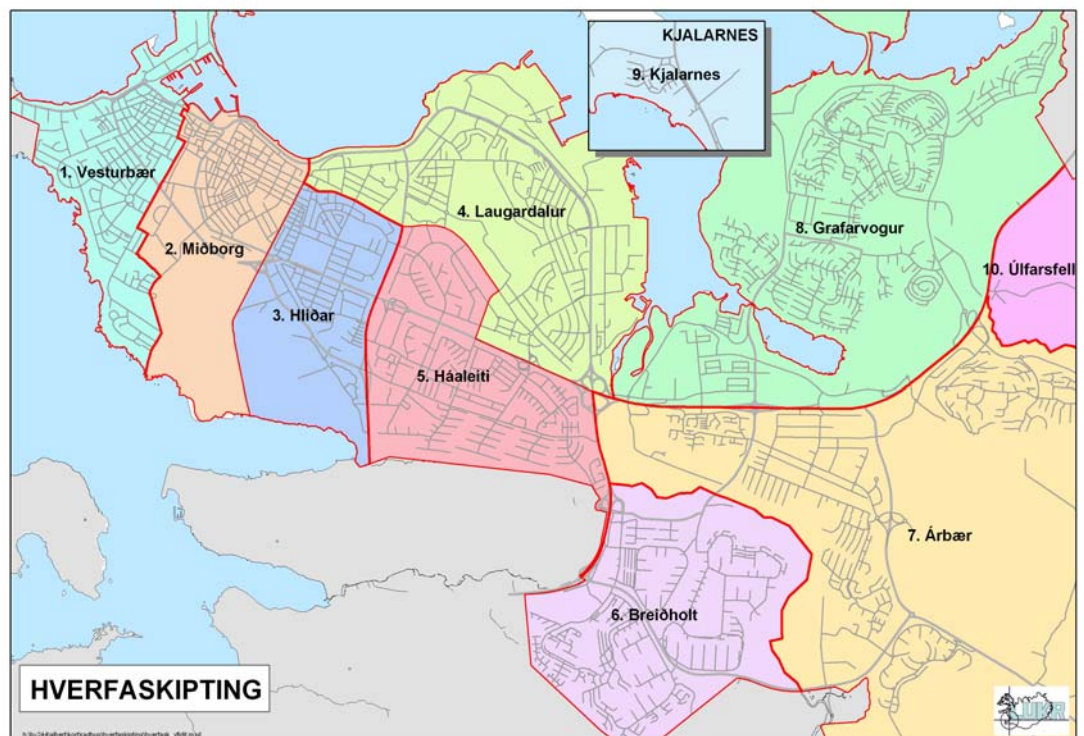 KJALARNES
9. Kjalarnes
1. Vesturbær
4. Laugardalur
8. Grafarvogur
2. Miðborg
10. Úlfarsfell
3. Hlíðar
5. Háaleiti
7. Árbær
6. Breiðholt
HVERFASKIPTING
UKR